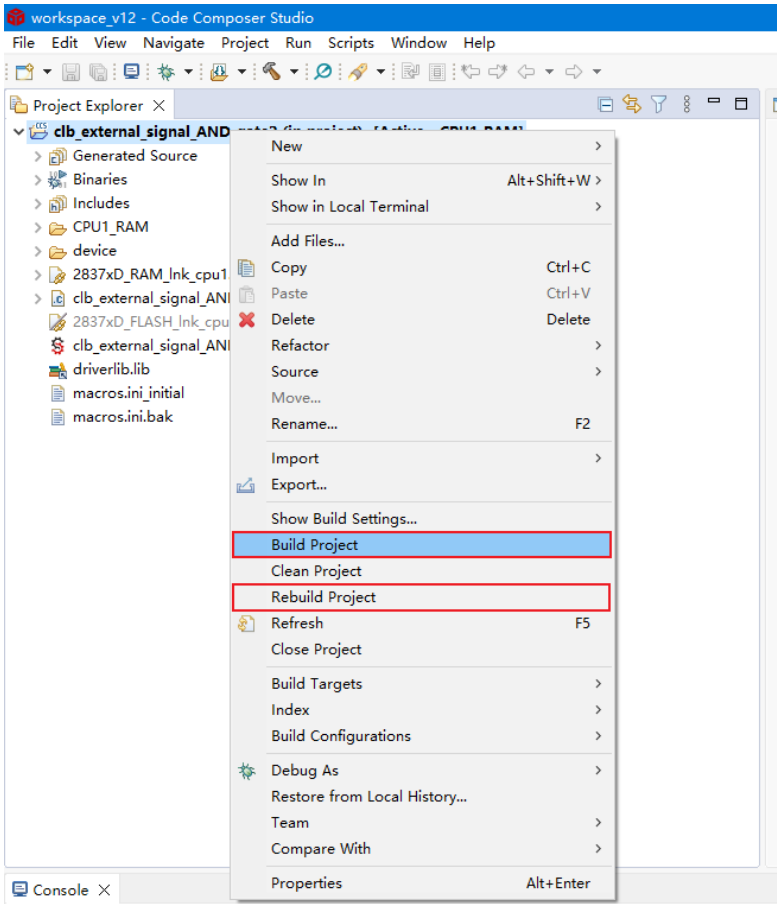 workspace_v12 - Code Composer Studio
File Edit View Navigate Project Run Scripts Window Help
Project Explorer
clb_external_signal_AND
New
Generated Source
Binaries
Show In Alt+Shift+W
Includes
Show in Local Terminal
CPU1_RAM
Add Files...
device
Copy Ctrl+C
2837xD_RAM_lnk_cpu1
Paste Ctrl+V
clb_external_signal_AN
2837xD_FLASH_lnk_cpu
Delete Delete
clb_external_signal_AN
Refactor
driverlib.lib
Source
macros.ini_initial
Move...
macros.ini.bak
Rename... F2
Import
Export...
Show Build Settings...
Build Project
Clean Project
Rebuild Project
Refresh F5
Close Project
Build Targets
Index
Build Configurations
Debug As
Restore from Local History...
Team
Compare With
Properties Alt+Enter
Console